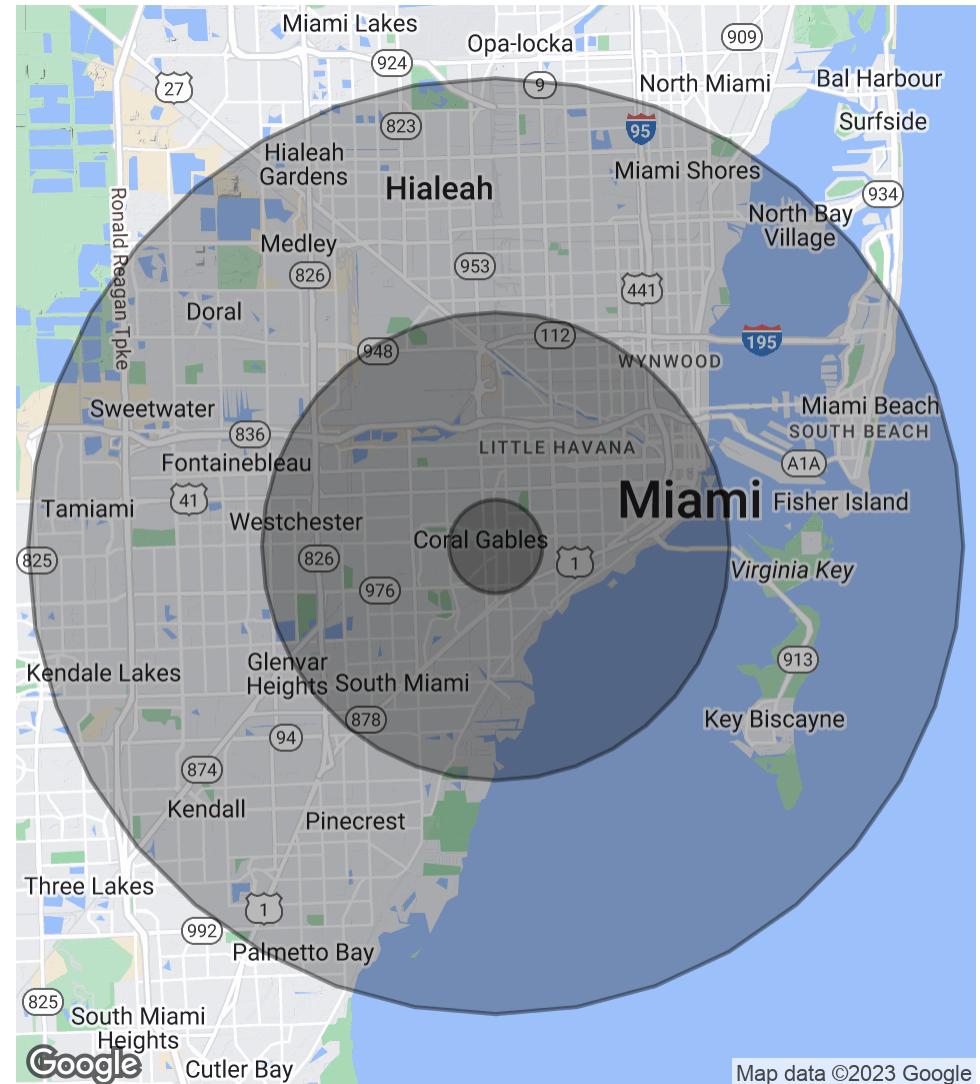 Miami Lakes
909
Opa-locka
924
27
9
North Miami
Bal Harbour
823
95
Surfside
Hialeah
Gardens
Miami Shores
Hialeah
934
Ronald Reagan Tpke
North Bay
Village
Medley
826
953
441
Doral
112
195
948
WYNWOOD
Sweetwater
Miami Beach
836
SOUTH BEACH
LITTLE HAVANA
Fontainebleau
A1A
41
Miami
Tamiami
Fisher Island
Westchester
Coral Gables
825
826
1
Virginia Key
976
913
Glenvar
Heights
Kendale Lakes
South Miami
878
Key Biscayne
94
874
Kendall
Pinecrest
Three Lakes
1
992
Palmetto Bay
825
South Miami
Heights
Google
Cutler Bay
Map data ©2023 Google